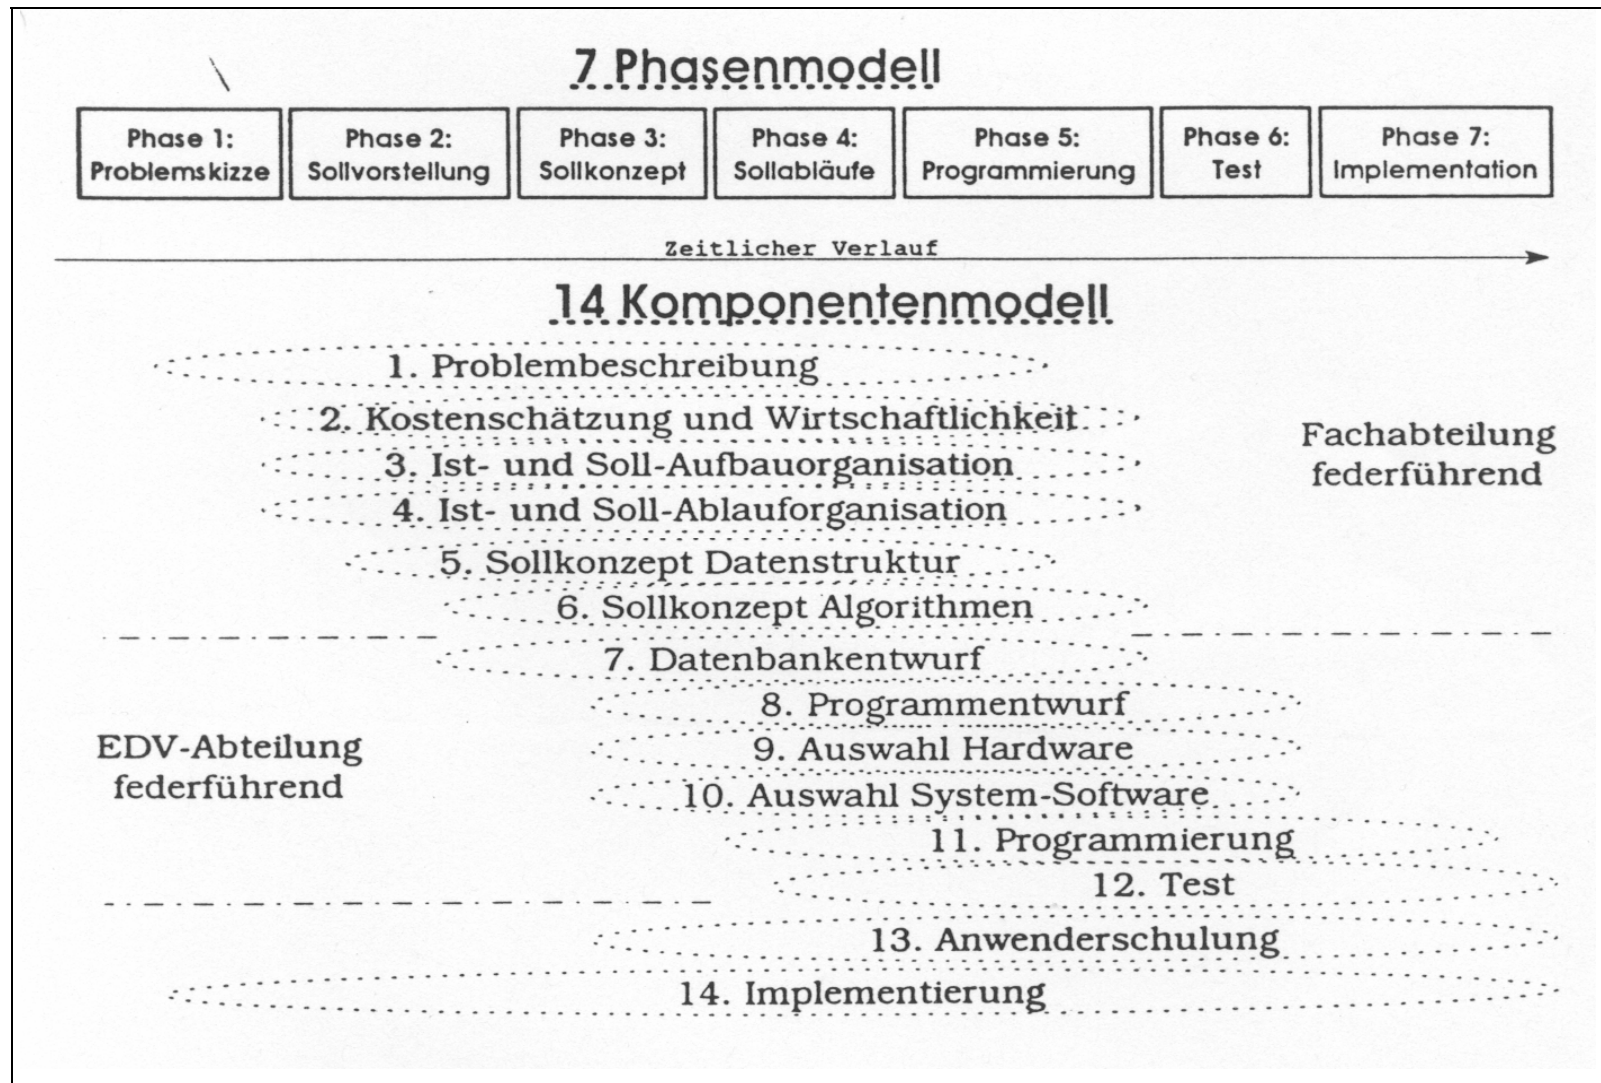 7 Phasenmodell
Phase 1:
Problemskizze
Phase 2:
Sollvorstellung
Phase 3:
Sollkonzept
Phase 4:
Sollabläufe
Phase 5:
Programmierung
Phase 6:
Test
Phase 7:
Implementation
Zeitlicher Verlauf
14 Komponentenmodell
1. Problembeschreibung
2. Kostenschätzung und Wirtschaftlichkeit
3. Ist- und Soll-Aufbauorganisation
4. Ist- und Soll-Ablauforganisation
5. Sollkonzept Datenstruktur
6. Sollkonzept Algorithmen
Fachabteilung
federführend
7. Datenbankentwurf
8. Programmentwurf
9. Auswahl Hardware
10. Auswahl System-Software
11. Programmierung
12. Test
EDV-Abteilung
federführend
13. Anwenderschulung
14. Implementierung